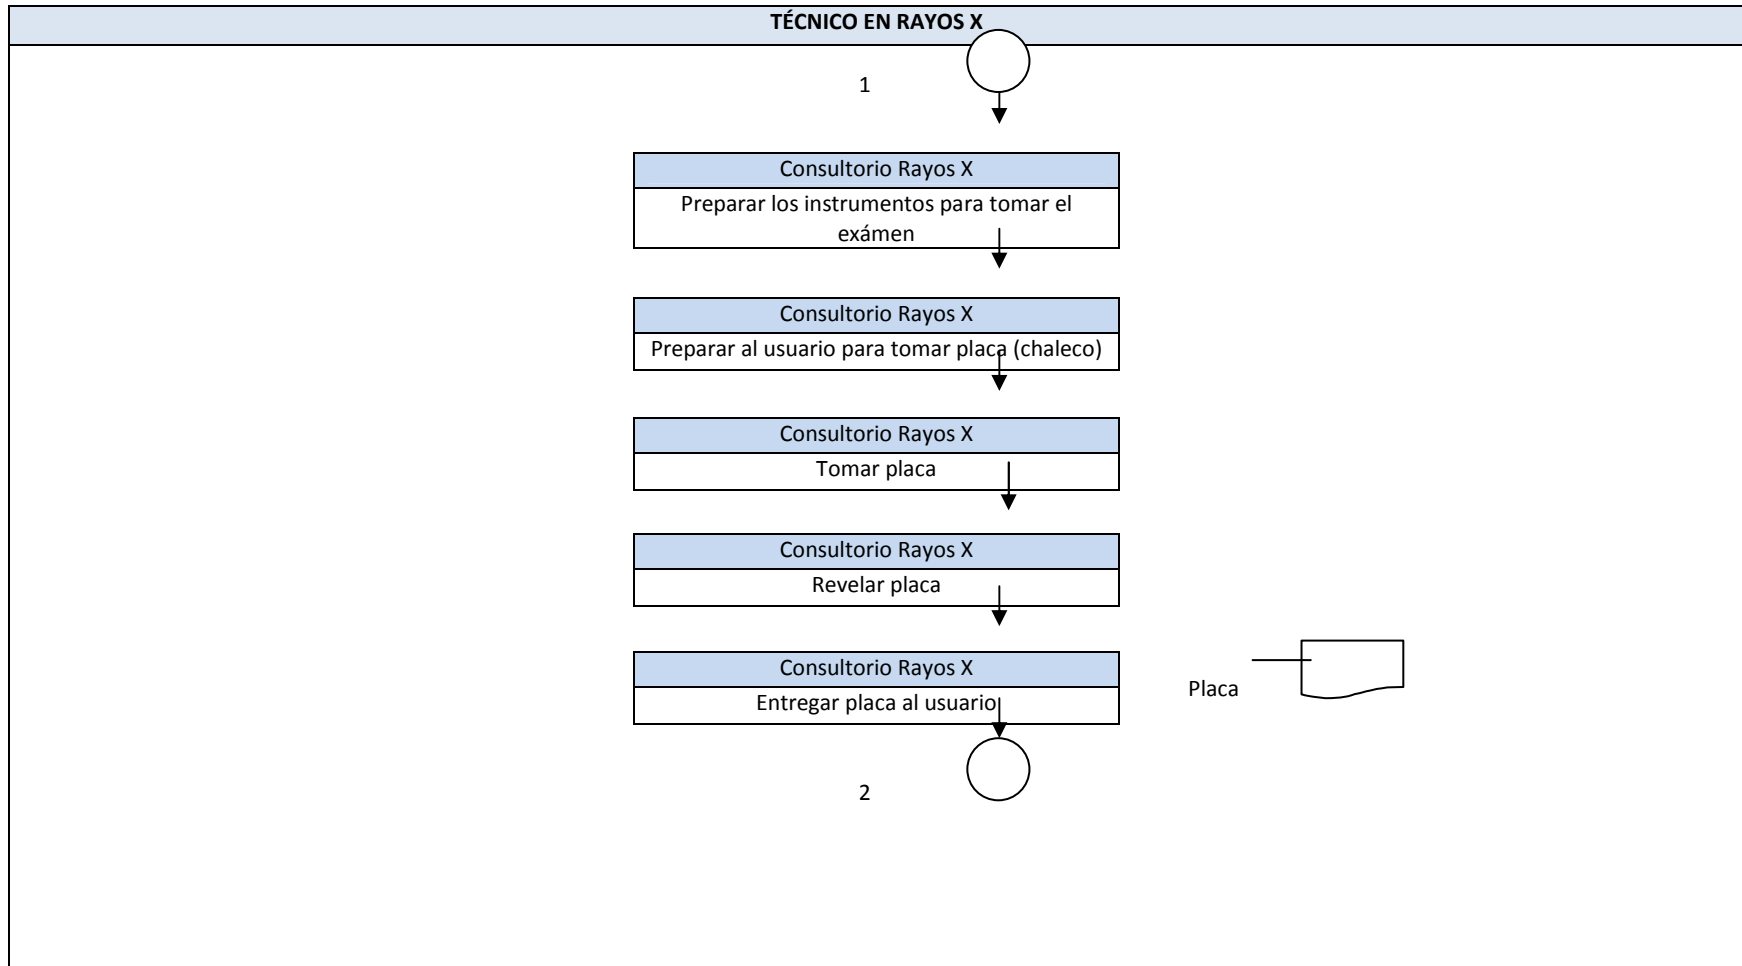 TÉCNICO EN RAYOS X
1
Consultorio Rayos X
Preparar los instrumentos para tomar el
exámen
Consultorio Rayos X
Preparar al usuario para tomar placa (chaleco)
Consultorio Rayos X
Tomar placa
Consultorio Rayos X
Revelar placa
Consultorio Rayos X
Entregar placa al usuario
Placa
2